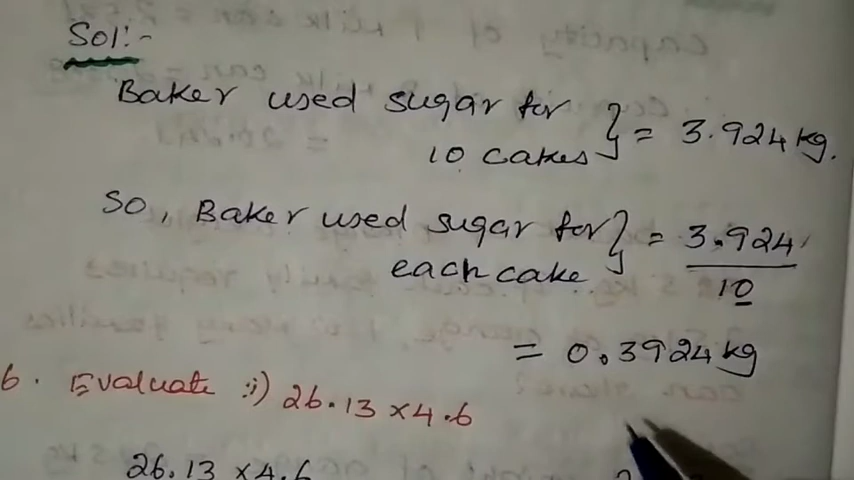 Sol:-
Baker used sugar for
10 cakes } = 3.924 kg.
So, Baker used sugar for
each cake } = 3.924
10
= 0.3924 kg
6. Evaluate :i) 26.13 × 4.6
26.13 × 4.6